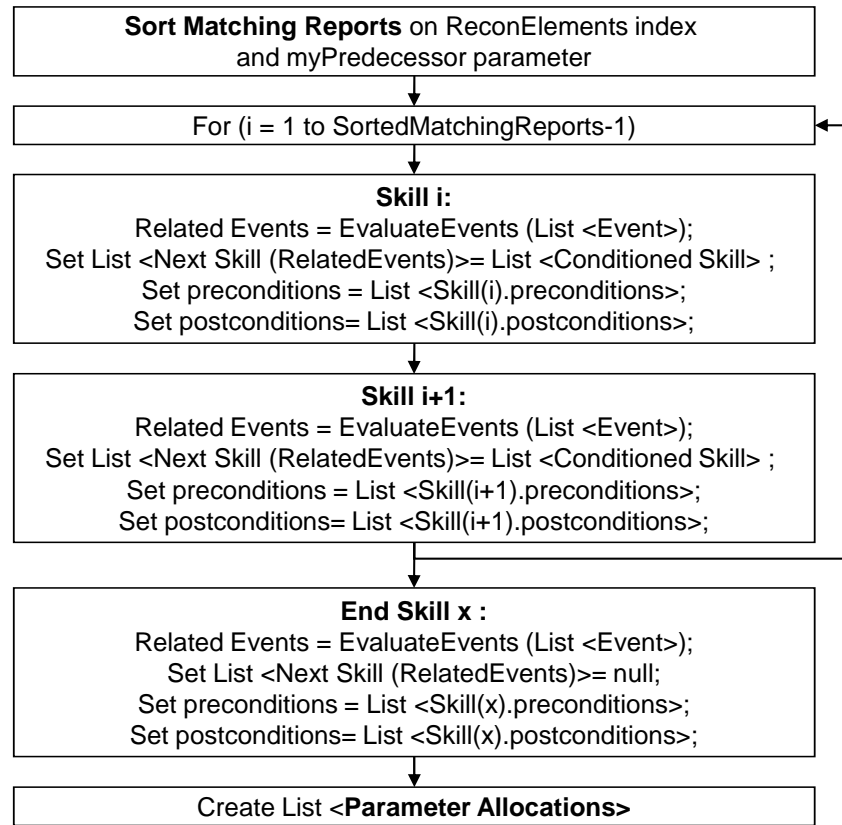 Sort Matching Reports on ReconElements index
and myPredecessor parameter
For (i = 1 to SortedMatchingReports-1)
Skill i:
Related Events = EvaluateEvents (List <Event>);
Set List <Next Skill (RelatedEvents)>= List <Conditioned Skill> ;
Set preconditions = List <Skill(i).preconditions>;
Set postconditions= List <Skill(i).postconditions>;
Skill i+1:
Related Events = EvaluateEvents (List <Event>);
Set List <Next Skill (RelatedEvents)>= List <Conditioned Skill> ;
Set preconditions = List <Skill(i+1).preconditions>;
Set postconditions= List <Skill(i+1).postconditions>;
End Skill x :
Related Events = EvaluateEvents (List <Event>);
Set List <Next Skill (RelatedEvents)>= null;
Set preconditions = List <Skill(x).preconditions>;
Set postconditions= List <Skill(x).postconditions>;
Create List <Parameter Allocations>